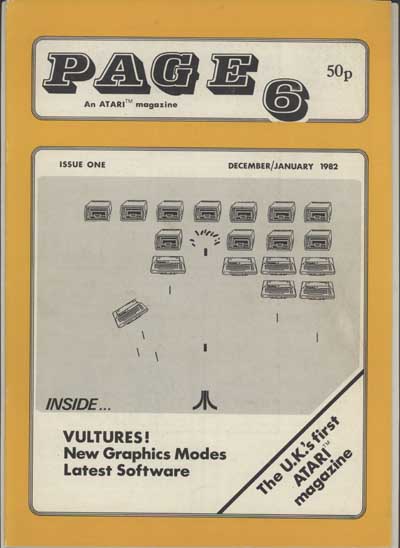 PAGE 6
50p
An ATARI™ magazine
ISSUE ONE
DECEMBER/JANUARY 1982
INSIDE...
VULTURES!
New Graphics Modes
Latest Software
The U.K.'s first
ATARI™
magazine